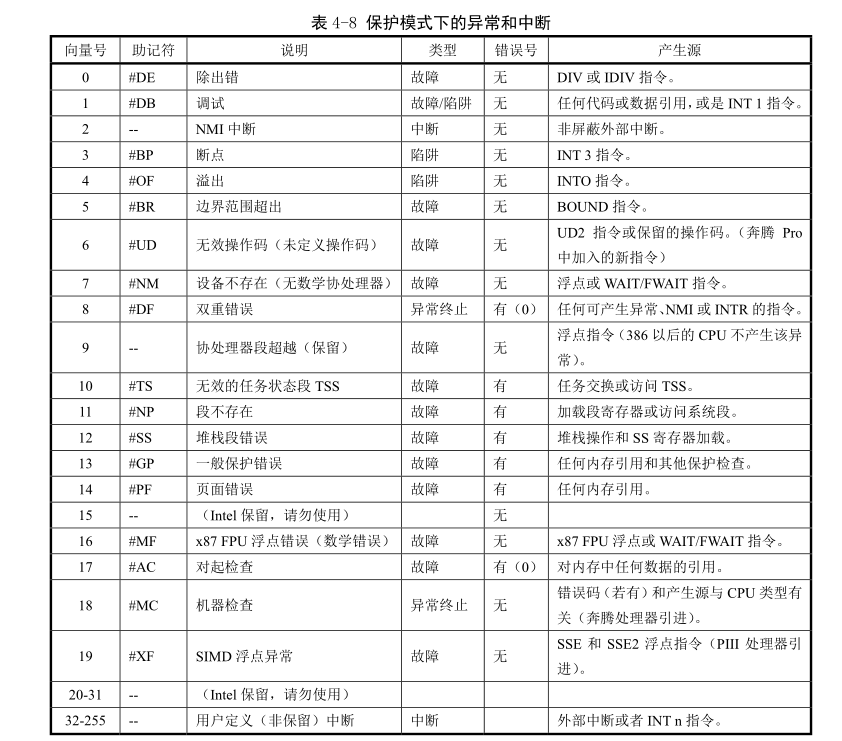 表 4-8 保护模式下的异常和中断
向量号 助记符 说明 类型 错误号 产生源
0 #DE 除出错 故障 无 DIV 或 IDIV 指令。
1 #DB 调试 故障/陷阱 无 任何代码或数据引用，或是 INT 1 指令。
2 -- NMI 中断 中断 无 非屏蔽外部中断。
3 #BP 断点 陷阱 无 INT 3 指令。
4 #OF 溢出 陷阱 无 INTO 指令。
5 #BR 边界范围超出 故障 无 BOUND 指令。
6 #UD 无效操作码（未定义操作码） 故障 无 UD2 指令或保留的操作码。（奔腾 Pro
中加入的新指令）
7 #NM 设备不存在（无数学协处理器） 故障 无 浮点或 WAIT/FWAIT 指令。
8 #DF 双重错误 异常终止 有（0） 任何可产生异常、NMI 或 INTR 的指令。
9 -- 协处理器段超越（保留） 故障 无 浮点指令（386 以后的 CPU 不产生该异
常）。
10 #TS 无效的任务状态段 TSS 故障 有 任务交换或访问 TSS。
11 #NP 段不存在 故障 有 加载段寄存器或访问系统段。
12 #SS 堆栈段错误 故障 有 堆栈操作和 SS 寄存器加载。
13 #GP 一般保护错误 故障 有 任何内存引用和其他保护检查。
14 #PF 页面错误 故障 有 任何内存引用。
15 -- （Intel 保留，请勿使用） 无
16 #MF x87 FPU 浮点错误（数学错误） 故障 无 x87 FPU 浮点或 WAIT/FWAIT 指令。
17 #AC 对起检查 故障 有（0） 对内存中任何数据的引用。
18 #MC 机器检查 异常终止 无 错误码（若有）和产生源与 CPU 类型有
关（奔腾处理器引进）。
19 #XF SIMD 浮点异常 故障 无 SSE 和 SSE2 浮点指令（PIII 处理器引
进）。
20-31 -- （Intel 保留，请勿使用）
32-255 -- 用户定义（非保留）中断 中断 外部中断或者 INT n 指令。